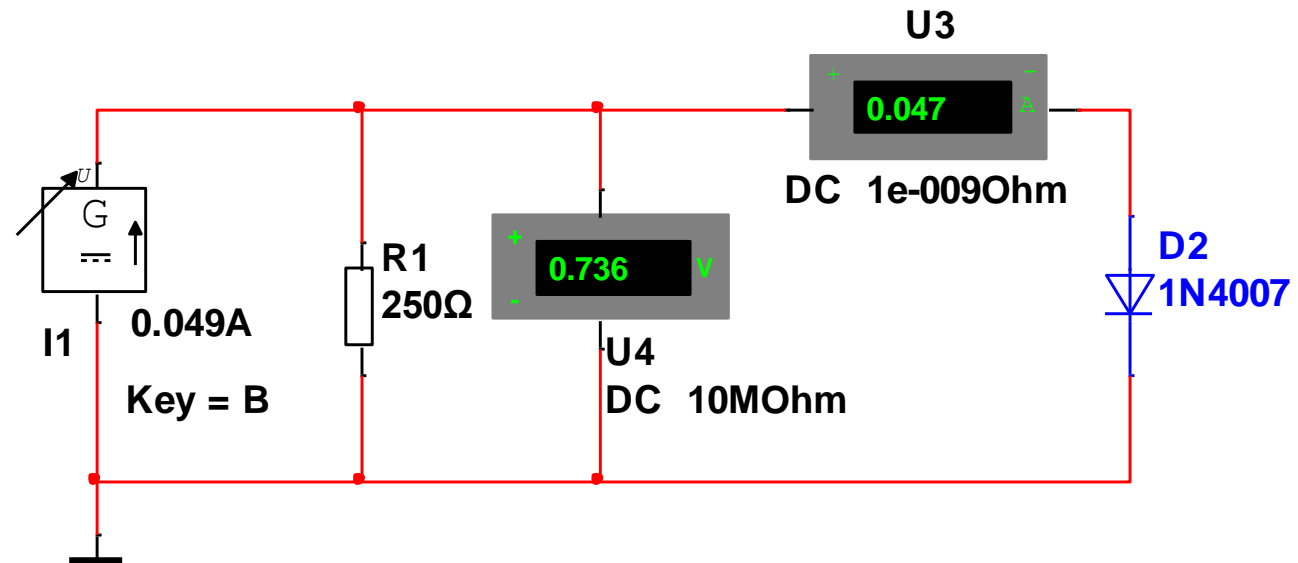 U3
+ −
0.047 A
DC 1e-009Ohm
U
G
I1
0.049A
Key = B
R1
250Ω
+
0.736 V
-
U4
DC 10MOhm
D2
1N4007